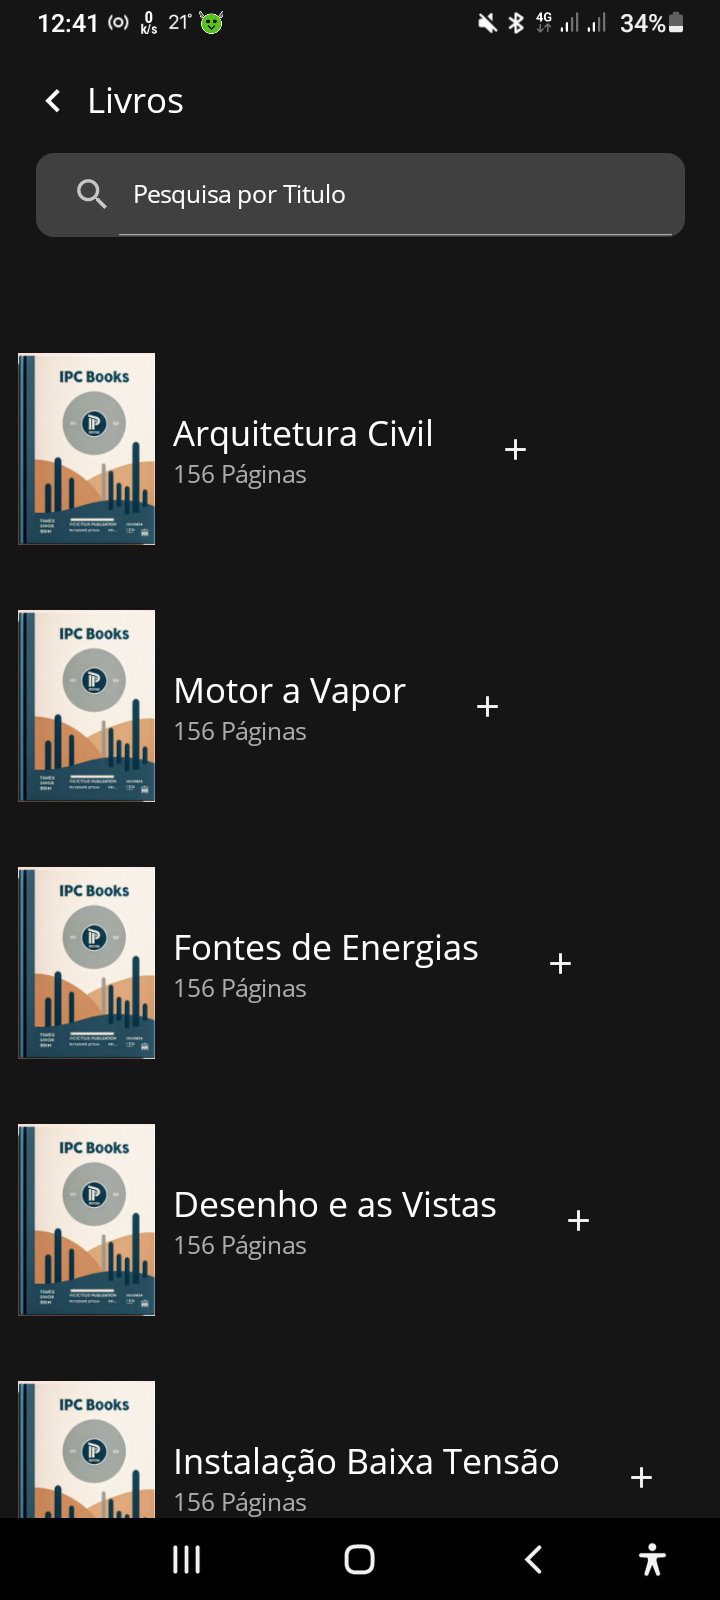 12:41
0
k/s
21°
4G
34%
Livros
Pesquisa por Titulo
IPC Books
Arquitetura Civil
156 Páginas
IPC Books
Motor a Vapor
156 Páginas
IPC Books
Fontes de Energias
156 Páginas
IPC Books
Desenho e as Vistas
156 Páginas
IPC Books
Instalação Baixa Tensão
156 Páginas